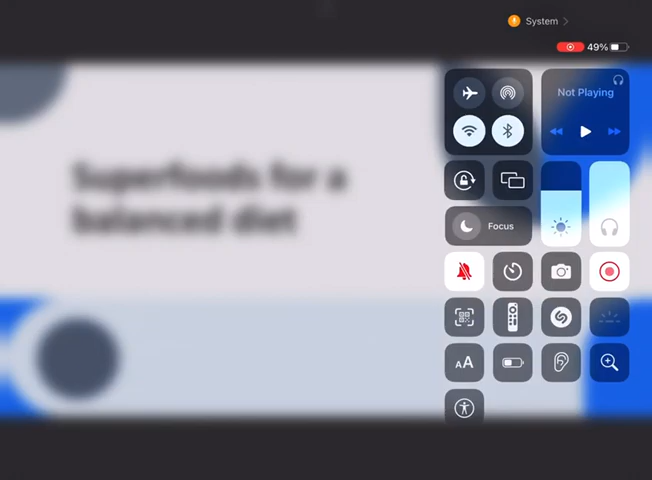 System
49%
Not Playing
Superfoods for a
balanced diet
Focus
AA